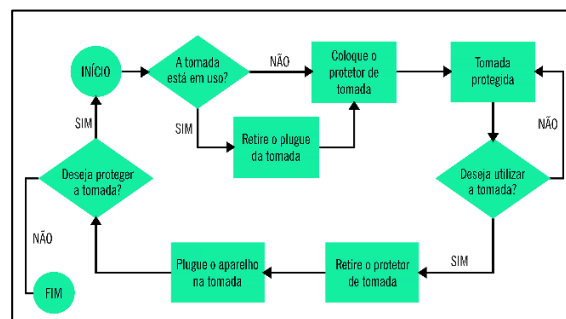 INÍCIO
A tomada
está em uso?
NÃO
Coloque o
protetor de
tomada
Tomada
protegida
NÃO
SIM
Retire o plugue
da tomada
SIM
Deseja proteger
a tomada?
Deseja utilizar
a tomada?
NÃO
SIM
Plugue o aparelho
na tomada
Retire o protetor
de tomada
FIM